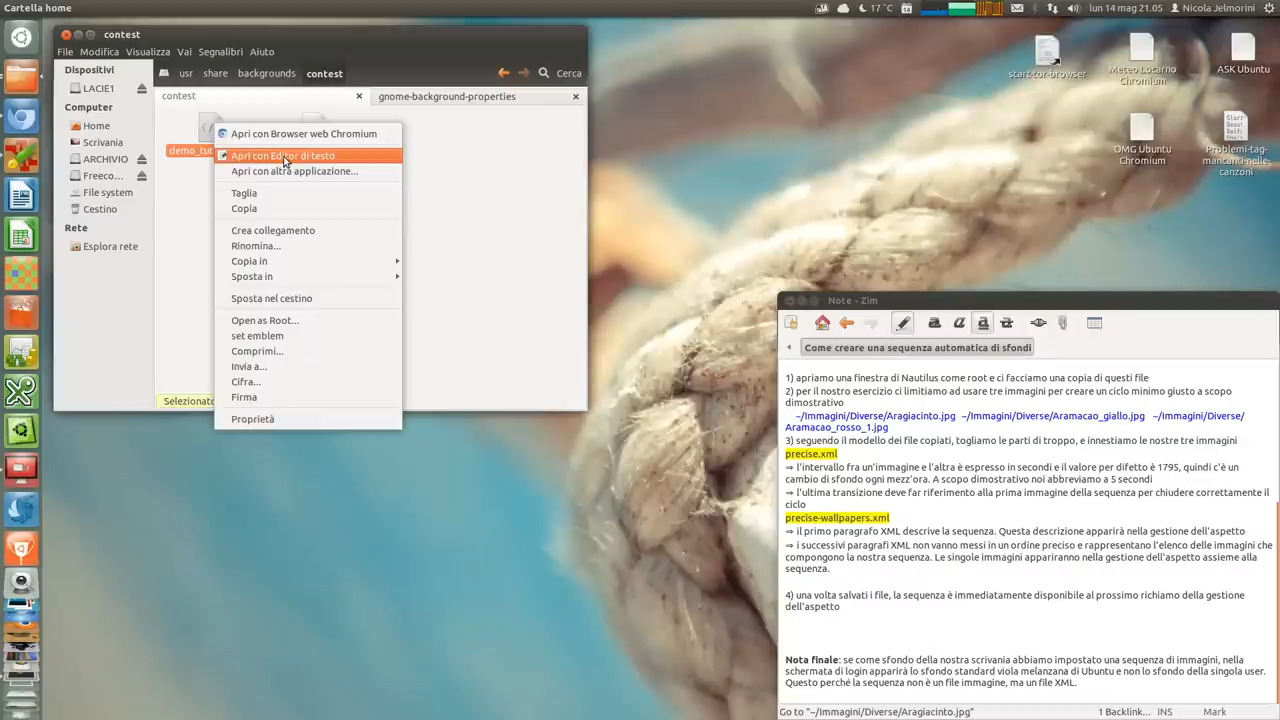 Cartella home
17 °C
lun 14 mag 21.05
Nicola Jelmorini
contest
File Modifica Visualizza Vai Segnalibri Aiuto
usr share backgrounds contest
Cerca
Dispositivi
LACIE1
Computer
Home
Scrivania
ARCHIVIO
Freeco...
File system
Cestino
Rete
Esplora rete
contest
gnome-background-properties
Selezionato
Apri con Browser web Chromium
Apri con Editor di testo
Apri con altra applicazione...
Taglia
Copia
Crea collegamento
Rinomina...
Copia in
Sposta in
Sposta nel cestino
Open as Root...
set emblem
Comprimi...
Invia a...
Cifra...
Firma
Proprietà
start-tor-browser
Meteo Locarno
Chromium
ASK Ubuntu
OMG Ubuntu
Chromium
Problemi-tag-
mancanti-nelle-
canzoni
Note - Zim
Come creare una sequenza automatica di sfondi
1) apriamo una finestra di Nautilus come root e ci facciamo una copia di questi file
2) per il nostro esercizio ci limitiamo ad usare tre immagini per creare un ciclo minimo giusto a scopo
dimostrativo
~/Immagini/Diverse/Aragiacinto.jpg ~/Immagini/Diverse/Aramacao_giallo.jpg ~/Immagini/Diverse/
Aramacao_rosso_1.jpg
3) seguendo il modello dei file copiati, togliamo le parti di troppo, e innestiamo le nostre tre immagini
precise.xml
⇒ l'intervallo fra un'immagine e l'altra è espresso in secondi e il valore per difetto è 1795, quindi c'è un
cambio di sfondo ogni mezz'ora. A scopo dimostrativo noi abbreviamo a 5 secondi
⇒ l'ultima transizione deve far riferimento alla prima immagine della sequenza per chiudere correttamente il
ciclo
precise-wallpapers.xml
⇒ il primo paragrafo XML descrive la sequenza. Questa descrizione apparirà nella gestione dell'aspetto
⇒ i successivi paragrafi XML non vanno messi in un ordine preciso e rappresentano l'elenco delle immagini che
compongono la nostra sequenza. Le singole immagini appariranno nella gestione dell'aspetto assieme alla
sequenza.
4) una volta salvati i file, la sequenza è immediatamente disponibile al prossimo richiamo della gestione
dell'aspetto
Nota finale: se come sfondo della nostra scrivania abbiamo impostato una sequenza di immagini, nella
schermata di login apparirà lo sfondo standard viola melanzana di Ubuntu e non lo sfondo della singola user.
Questo perché la sequenza non è un file immagine, ma un file XML.
Go to "~/Immagini/Diverse/Aragiacinto.jpg"
1 Backlink... INS Mark